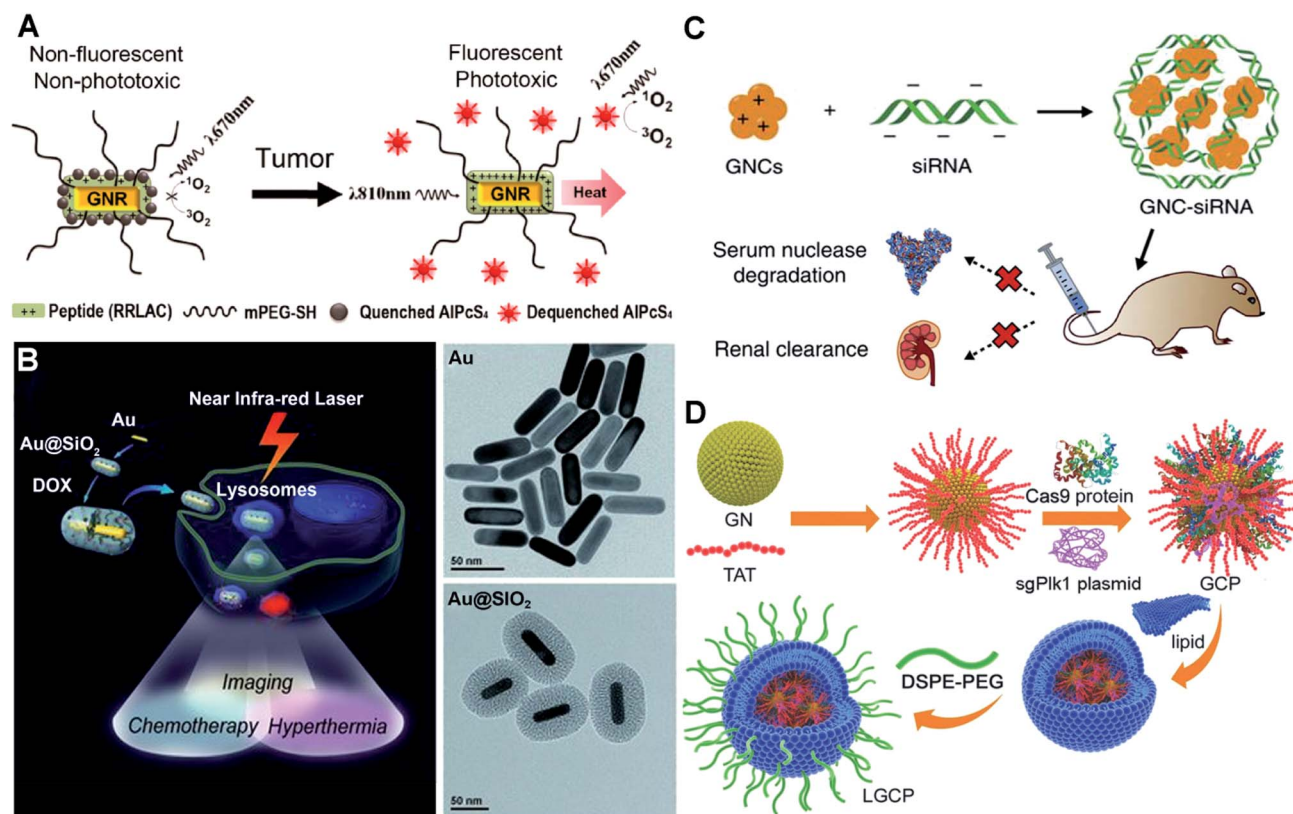 A
Non-fluorescent
Non-phototoxic
λ670nm
¹O₂
³O₂
GNR
Tumor
Fluorescent
Phototoxic
λ670nm
¹O₂
³O₂
λ810nm
GNR
Heat
++ Peptide (RRLAC) mPEG-SH Quenched AlPcS₄ Dequenched AlPcS₄
B
Near Infra-red Laser
Au
Au@SiO₂
DOX
Lysosomes
Imaging
Chemotherapy Hyperthermia
Au
50 nm
Au@SIO₂
50 nm
C
+
GNCs
siRNA
GNC-siRNA
Serum nuclease
degradation
Renal clearance
D
GN
TAT
Cas9 protein
sgPlk1 plasmid
GCP
lipid
DSPE-PEG
LGCP